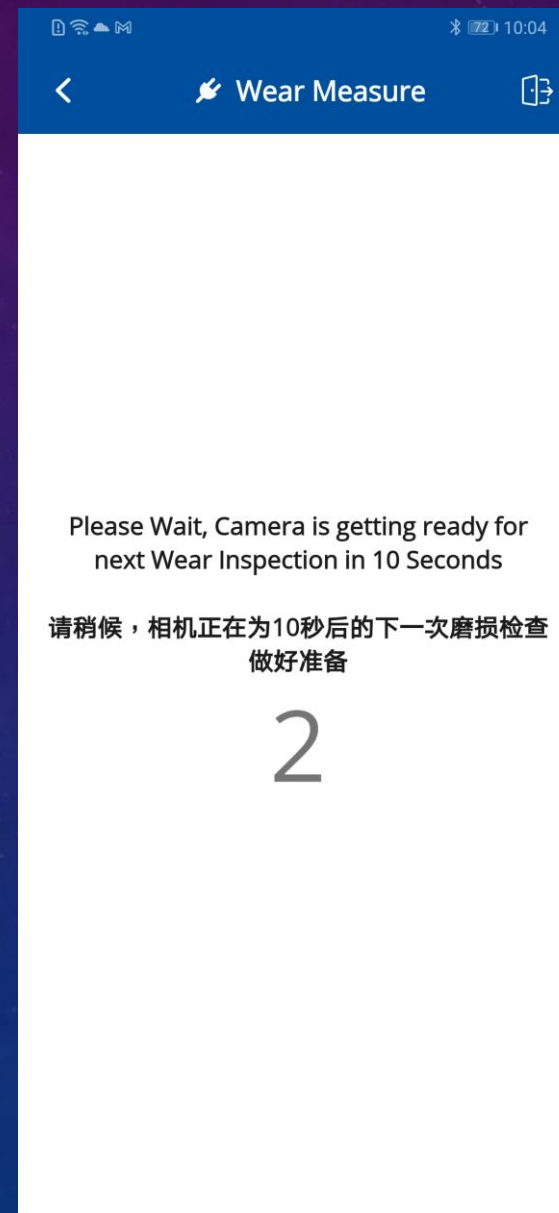 72 10:04
Wear Measure
Please Wait, Camera is getting ready for
next Wear Inspection in 10 Seconds
请稍候，相机正在为10秒后的下一次磨损检查
做好准备
2